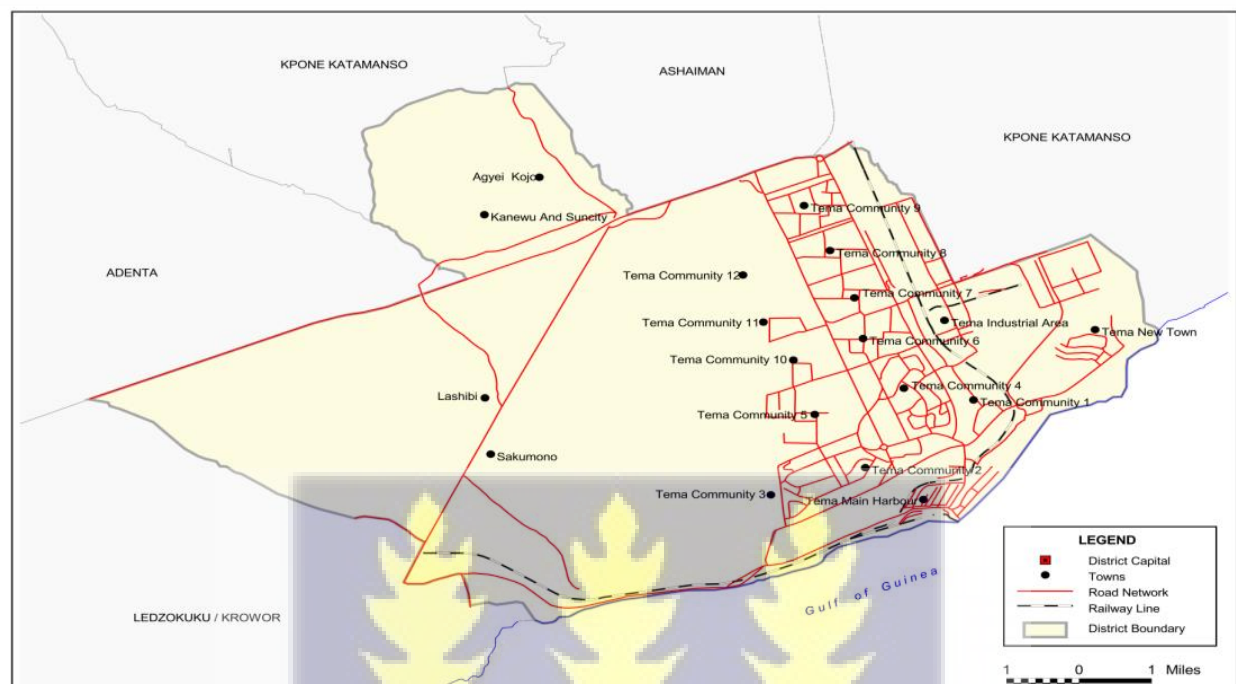 KPONE KATAMANSO
ASHAIMAN
KPONE KATAMANSO
Agyei Kojo
Tema Community 9
Kanewu And Suncity
Tema Community 8
ADENTA
Tema Community 12
Tema Community 7
Tema Community 11
Tema Industrial Area
Tema New Town
Tema Community 6
Tema Community 10
Tema Community 4
Lashibi
Tema Community 1
Tema Community 5
Sakumono
Tema Community 2
Tema Community 3
Tema Main Harbour
Gulf of Guinea
LEDZOKUKU / KROWOR
LEGEND
District Capital
Towns
Road Network
Railway Line
District Boundary
1 0 1 Miles